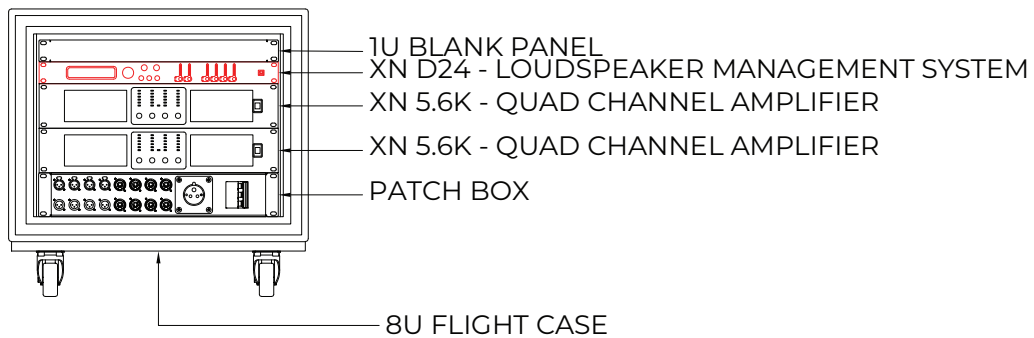 1U BLANK PANEL
XN D24 - LOUDSPEAKER MANAGEMENT SYSTEM
XN 5.6K - QUAD CHANNEL AMPLIFIER
XN 5.6K - QUAD CHANNEL AMPLIFIER
PATCH BOX
8U FLIGHT CASE